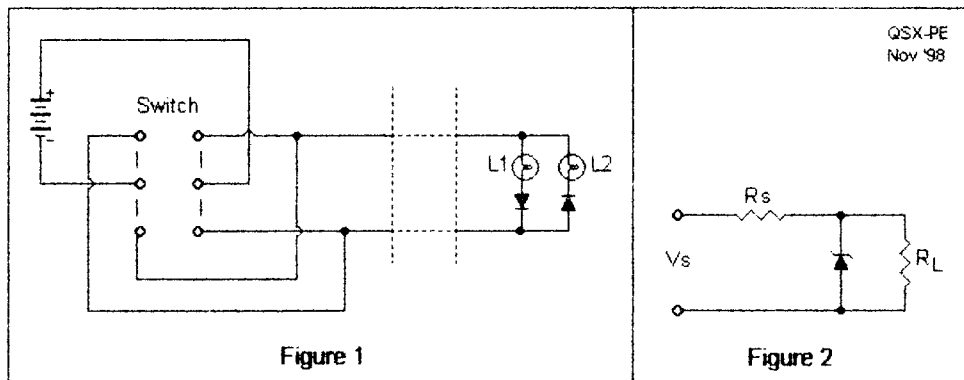 QSX-PE
Nov '98
+
-
Switch
L1
L2
Rs
Vs
RL
Figure 1
Figure 2